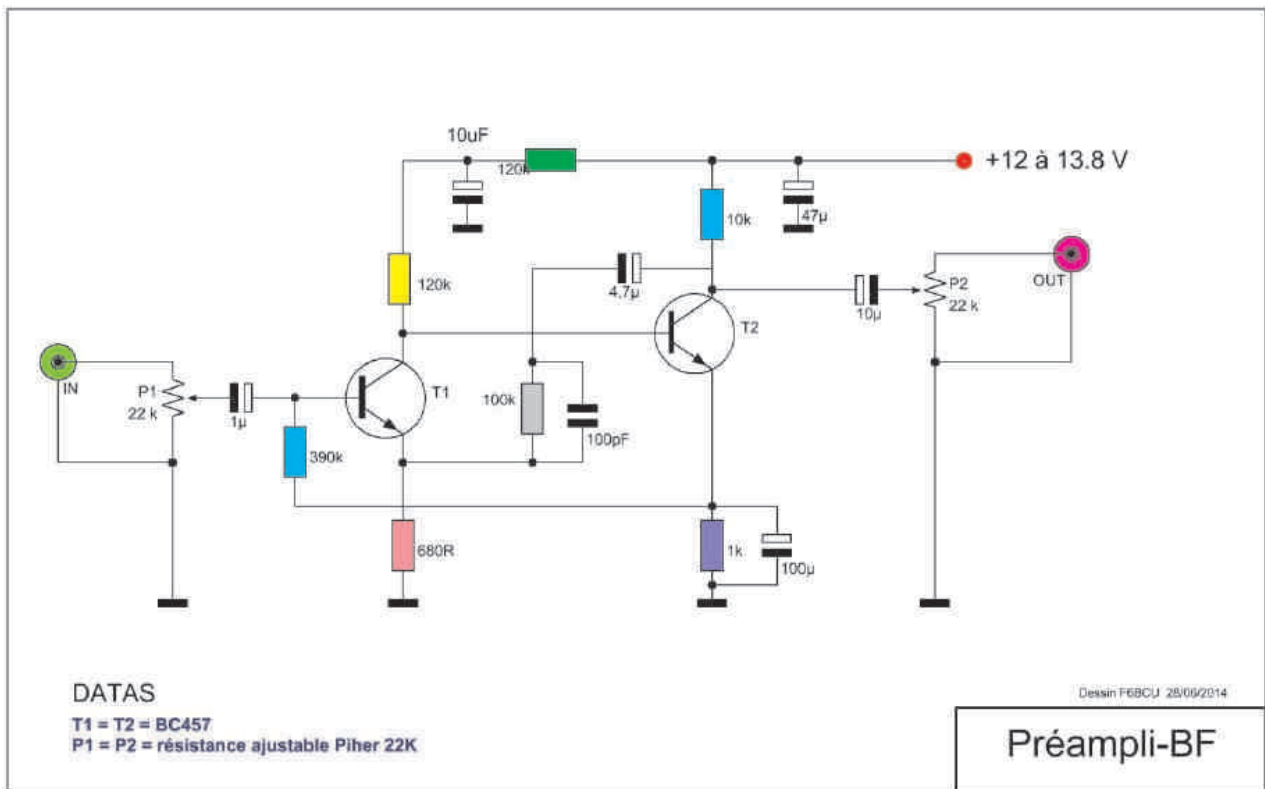 10uF
120k
+12 à 13.8 V
10k
47µ
120k
4,7µ
OUT
P2
22 k
10µ
T2
IN
P1
22 k
1µ
T1
100k
100pF
390k
680R
1k
100µ
DATAS
T1 = T2 = BC457
P1 = P2 = résistance ajustable Piher 22K
Dessin F6BCU 28/06/2014
Préampli-BF